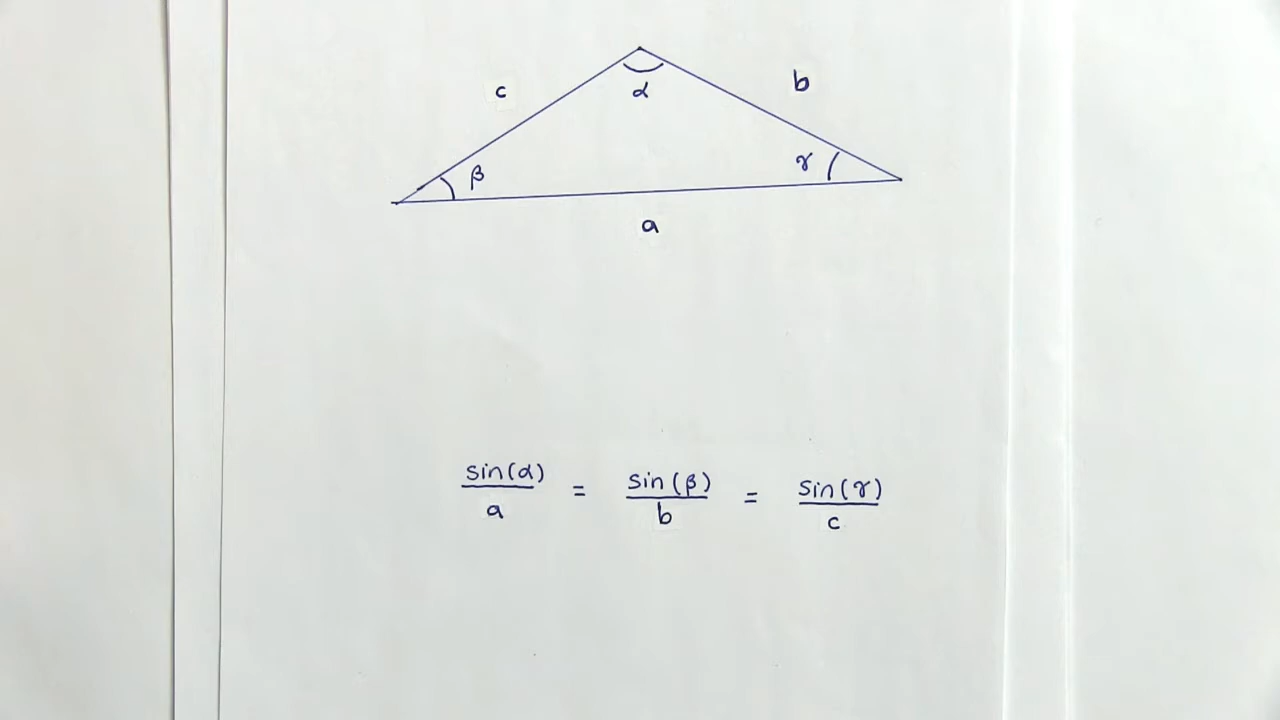 c
b
α
β
γ
a
sin(α)/a = sin(β)/b = sin(γ)/c